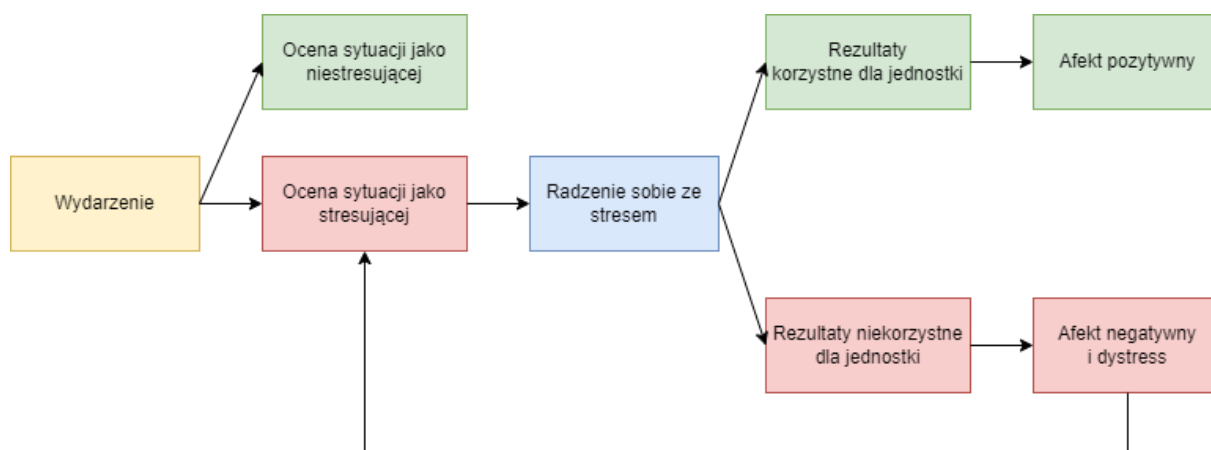 Ocena sytuacji jako
niestresującej
Rezultaty
korzystne dla jednostki
Afekt pozytywny
Wydarzenie
Ocena sytuacji jako
stresującej
Radzenie sobie ze
stresem
Rezultaty niekorzystne
dla jednostki
Afekt negatywny
i dystress